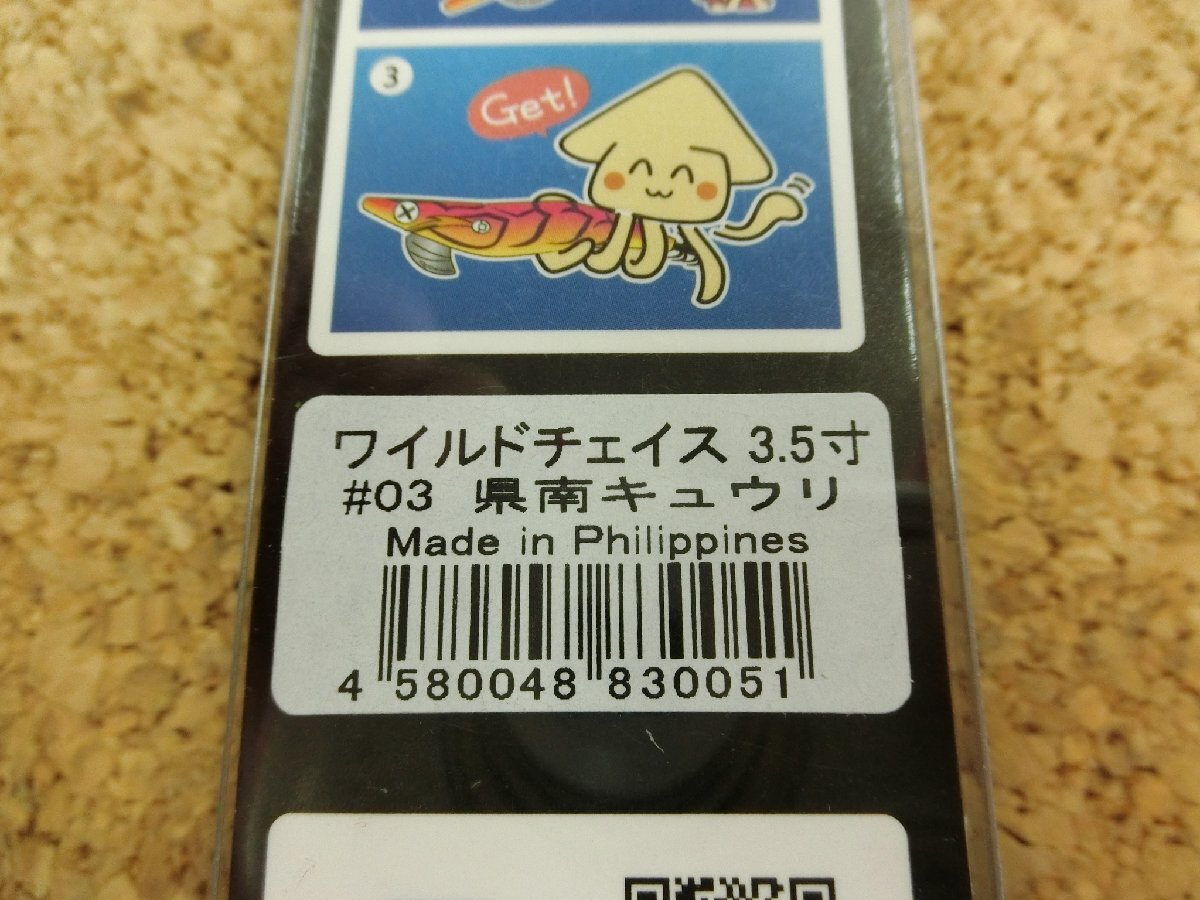 3
Get!
ワイルドチェイス 3.5寸
#03 県南キュウリ
Made in Philippines
4 580048 830051